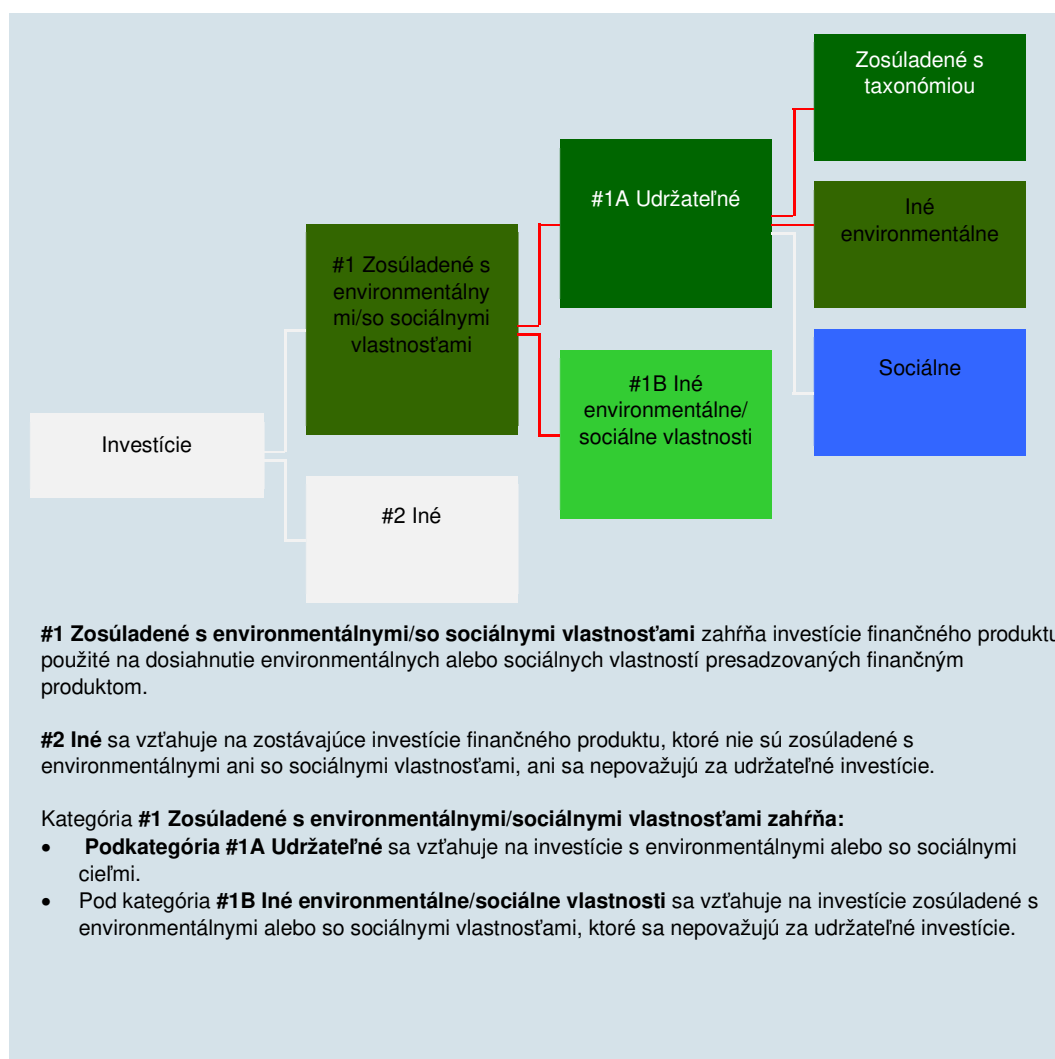 Zosúladené s
taxonómiou
#1A Udržateľné
Iné
environmentálne
#1 Zosúladené s
environmentálny
mi/so sociálnymi
vlastnosťami
Sociálne
#1B Iné
environmentálne/
sociálne vlastnosti
Investície
#2 Iné
#1 Zosúladené s environmentálnymi/so sociálnymi vlastnosťami zahŕňa investície finančného produktu
použité na dosiahnutie environmentálnych alebo sociálnych vlastností presadzovaných finančným
produktom.
#2 Iné sa vzťahuje na zostávajúce investície finančného produktu, ktoré nie sú zosúladené s
environmentálnymi ani so sociálnymi vlastnosťami, ani sa nepovažujú za udržateľné investície.
Kategória #1 Zosúladené s environmentálnymi/sociálnymi vlastnosťami zahŕňa:
• Podkategória #1A Udržateľné sa vzťahuje na investície s environmentálnymi alebo so sociálnymi
cieľmi.
• Pod kategória #1B Iné environmentálne/sociálne vlastnosti sa vzťahuje na investície zosúladené s
environmentálnymi alebo so sociálnymi vlastnosťami, ktoré sa nepovažujú za udržateľné investície.